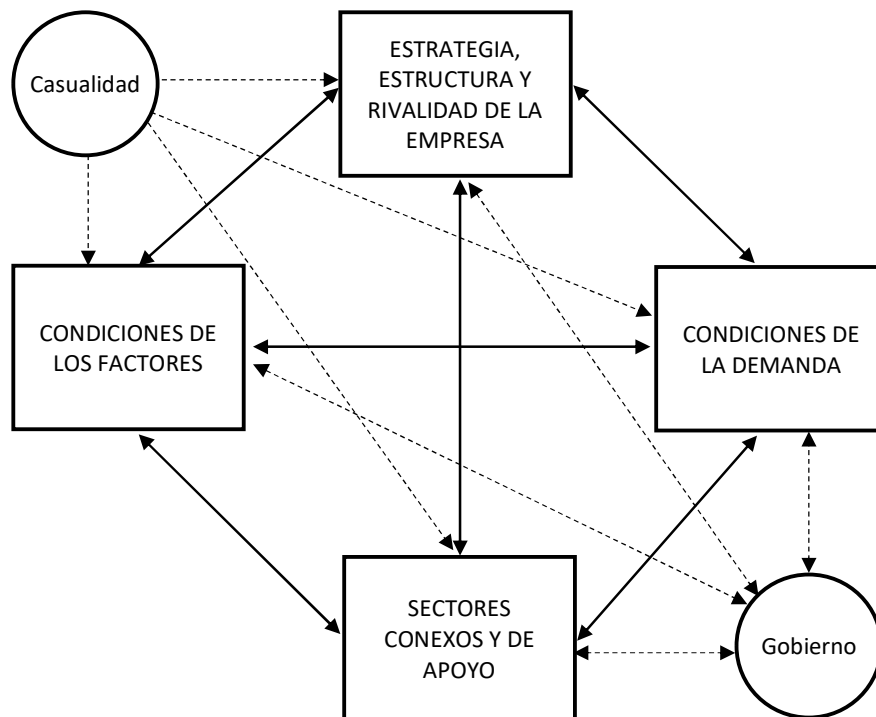 Casualidad
ESTRATEGIA,
ESTRUCTURA Y
RIVALIDAD DE LA
EMPRESA
CONDICIONES DE
LOS FACTORES
CONDICIONES DE
LA DEMANDA
SECTORES
CONEXOS Y DE
APOYO
Gobierno